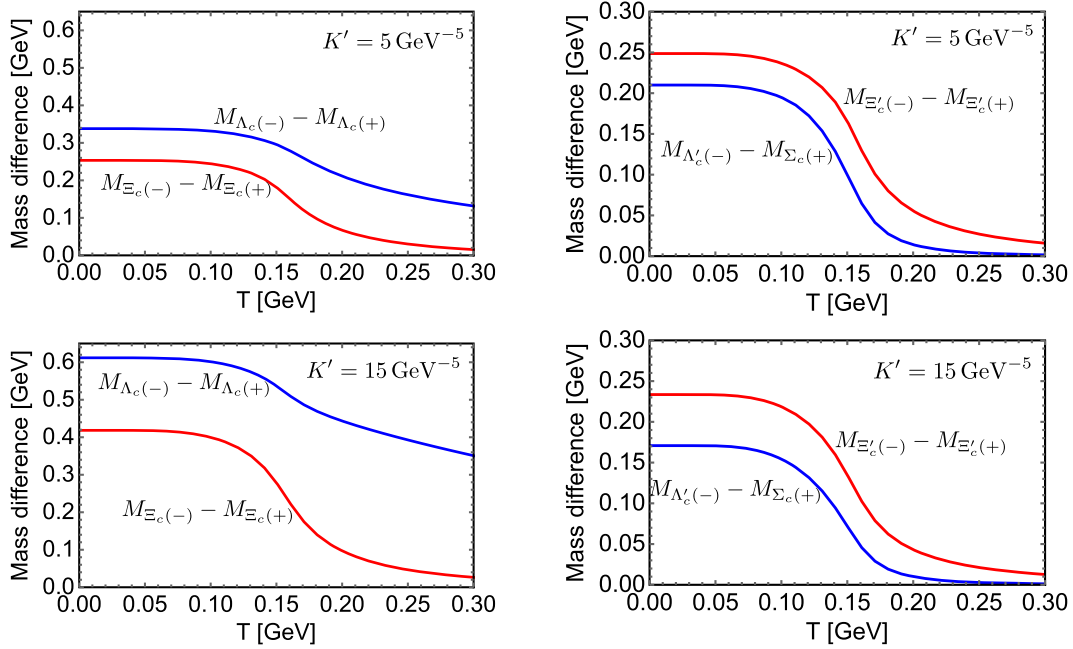 K′ = 5 GeV⁻⁵
M_{Λc(−)} − M_{Λc(+)}
M_{Ξc(−)} − M_{Ξc(+)}
Mass difference [GeV]
0.6
0.5
0.4
0.3
0.2
0.1
0.0
0.00 0.05 0.10 0.15 0.20 0.25 0.30
T [GeV]
K′ = 5 GeV⁻⁵
M_{Ξ′c(−)} − M_{Ξ′c(+)}
M_{Λ′c(−)} − M_{Σc(+)}
Mass difference [GeV]
0.30
0.25
0.20
0.15
0.10
0.05
0.00
0.00 0.05 0.10 0.15 0.20 0.25 0.30
T [GeV]
K′ = 15 GeV⁻⁵
M_{Λc(−)} − M_{Λc(+)}
M_{Ξc(−)} − M_{Ξc(+)}
Mass difference [GeV]
0.6
0.5
0.4
0.3
0.2
0.1
0.0
0.00 0.05 0.10 0.15 0.20 0.25 0.30
T [GeV]
K′ = 15 GeV⁻⁵
M_{Ξ′c(−)} − M_{Ξ′c(+)}
M_{Λ′c(−)} − M_{Σc(+)}
Mass difference [GeV]
0.30
0.25
0.20
0.15
0.10
0.05
0.00
0.00 0.05 0.10 0.15 0.20 0.25 0.30
T [GeV]